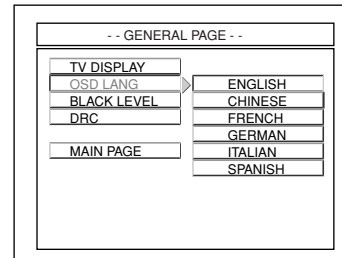 - - GENERAL PAGE - -
TV DISPLAY
OSD LANG
BLACK LEVEL
DRC
MAIN PAGE
ENGLISH
CHINESE
FRENCH
GERMAN
ITALIAN
SPANISH